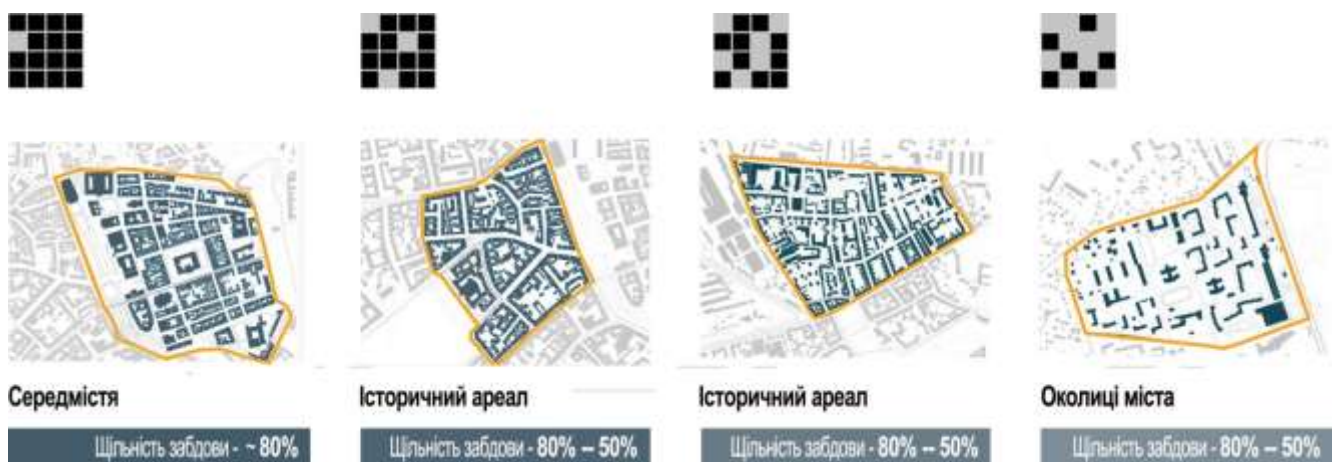 Середмістя
Історичний ареал
Історичний ареал
Околиці міста
Щільність забдови - ~ 80%
Щільність забдови - 80% – 50%
Щільність забдови - 80% – 50%
Щільність забдови - 80% – 50%